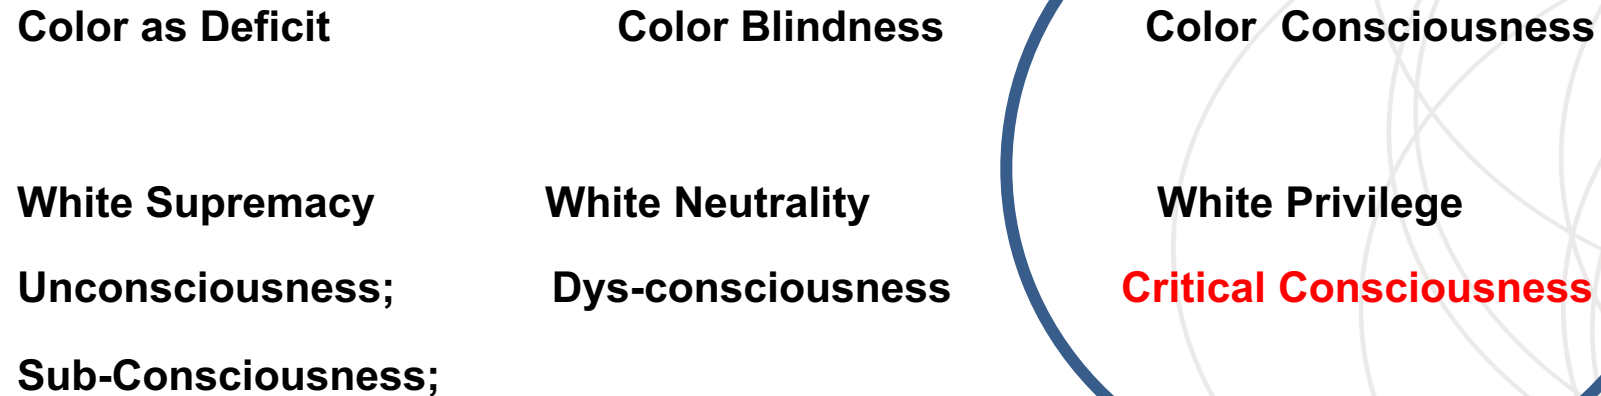 Color as Deficit Color Blindness Color Consciousness
White Supremacy White Neutrality White Privilege
Unconsciousness; Dys-consciousness Critical Consciousness
Sub-Consciousness;